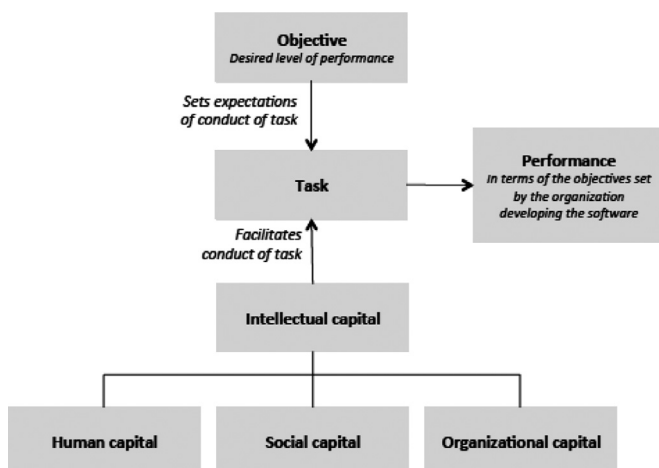 Objective
Desired level of performance
Sets expectations
of conduct of task
Task
Performance
In terms of the objectives set
by the organization
developing the software
Facilitates
conduct of task
Intellectual capital
Human capital
Social capital
Organizational capital